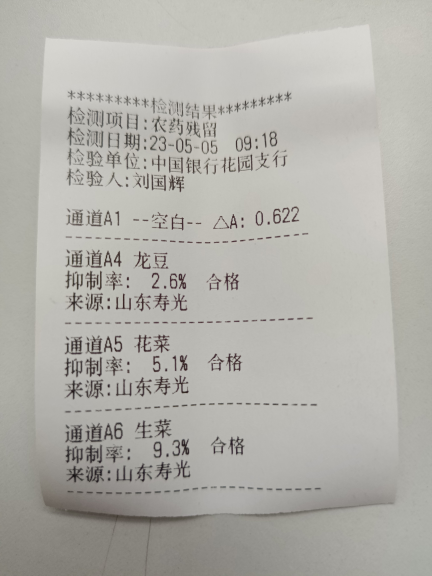 *********检测结果*********
检测项目:农药残留
检测日期:23-05-05 09:18
检验单位:中国银行花园支行
检验人:刘国辉
通道A1 --空白-- △A: 0.622
通道A4 龙豆
抑制率: 2.6% 合格
来源:山东寿光
通道A5 花菜
抑制率: 5.1% 合格
来源:山东寿光
通道A6 生菜
抑制率: 9.3% 合格
来源:山东寿光